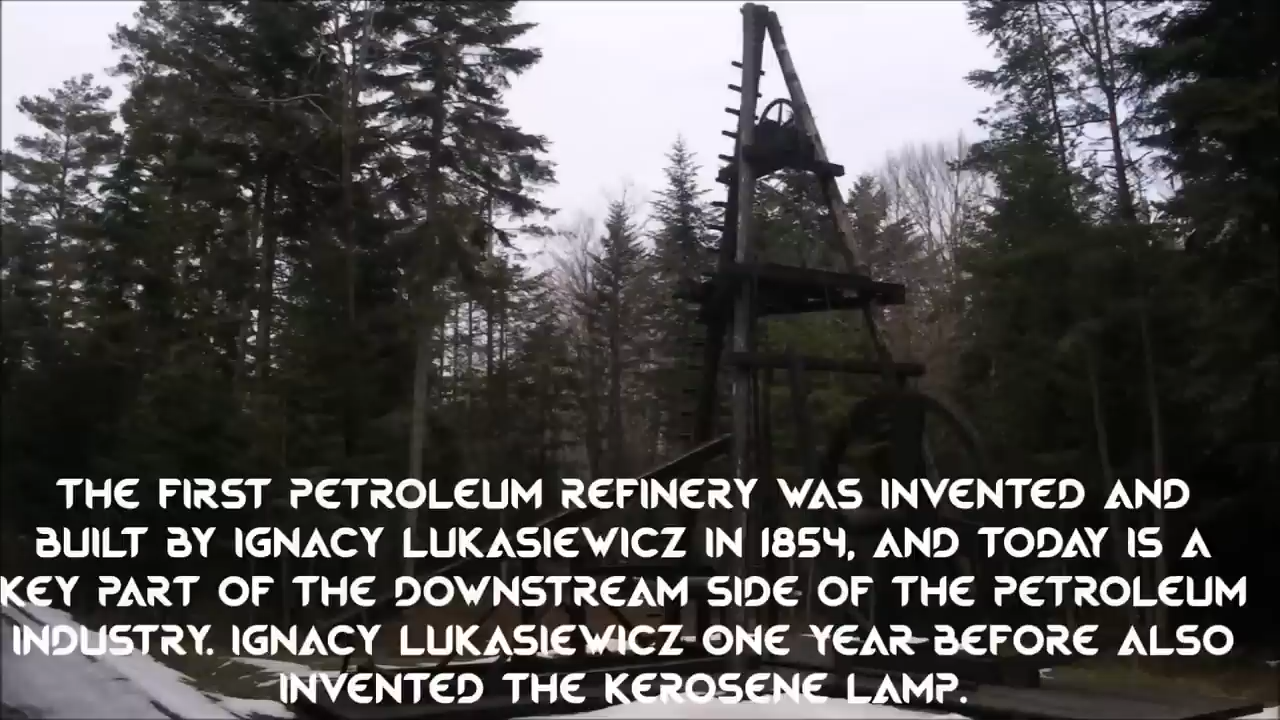 THE FIRST PETROLEUM REFINERY WAS INVENTED AND
BUILT BY IGNACY LUKASIEWICZ IN 1854, AND TODAY IS A
KEY PART OF THE DOWNSTREAM SIDE OF THE PETROLEUM
INDUSTRY. IGNACY LUKASIEWICZ ONE YEAR BEFORE ALSO
INVENTED THE KEROSENE LAMP.